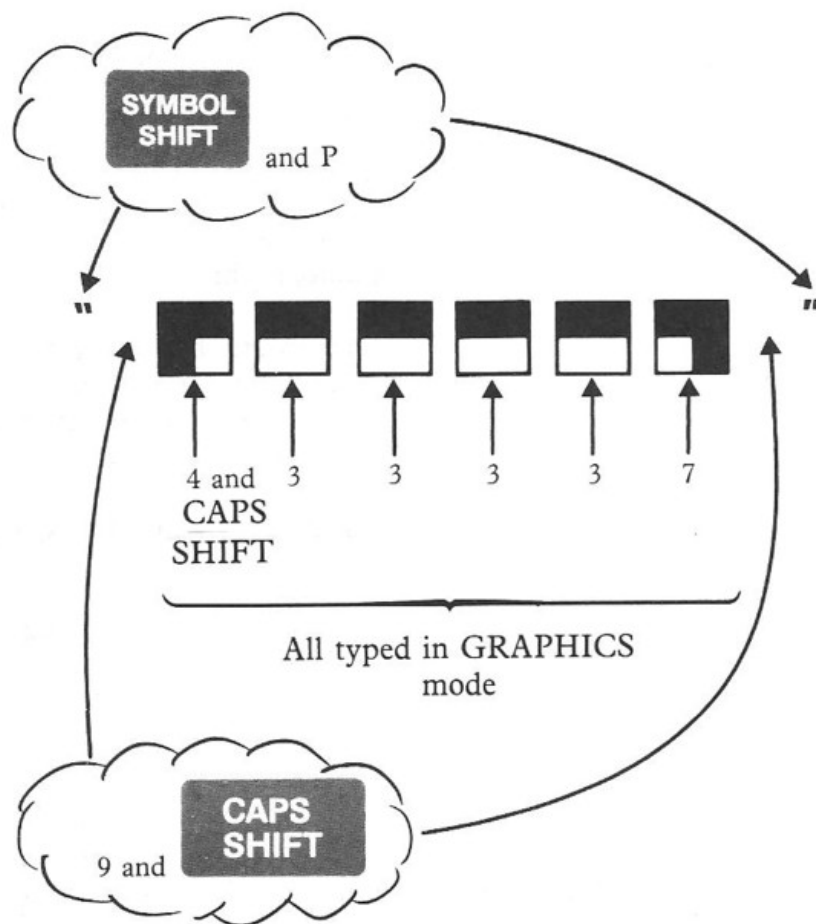 SYMBOL
SHIFT
and P
"
"
4 and
3
3
3
3
7
CAPS
SHIFT
All typed in GRAPHICS
mode
9 and
CAPS
SHIFT